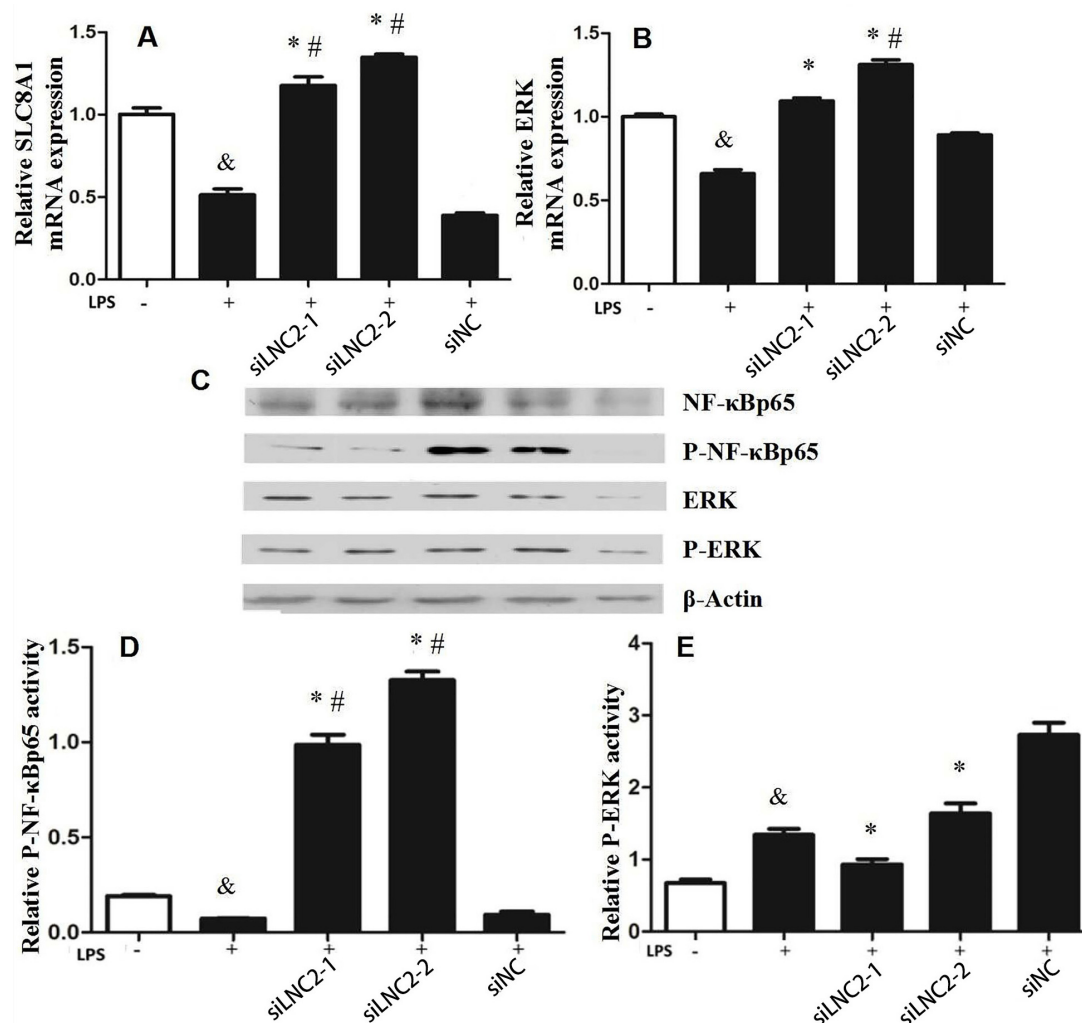 A
Relative SLC8A1
mRNA expression
1.5
1.0
0.5
0.0
&
* #
* #
LPS - + + + +
siLNC2-1 siLNC2-2 siNC
B
Relative ERK
mRNA expression
1.5
1.0
0.5
0.0
&
*
* #
LPS - + + + +
siLNC2-1 siLNC2-2 siNC
C
NF-κBp65
P-NF-κBp65
ERK
P-ERK
β-Actin
D
Relative P-NF-κBp65 activity
1.5
1.0
0.5
0.0
&
* #
* #
LPS - + + + +
siLNC2-1 siLNC2-2 siNC
E
Relative P-ERK activity
4
3
2
1
0
&
*
*
LPS - + + + +
siLNC2-1 siLNC2-2 siNC